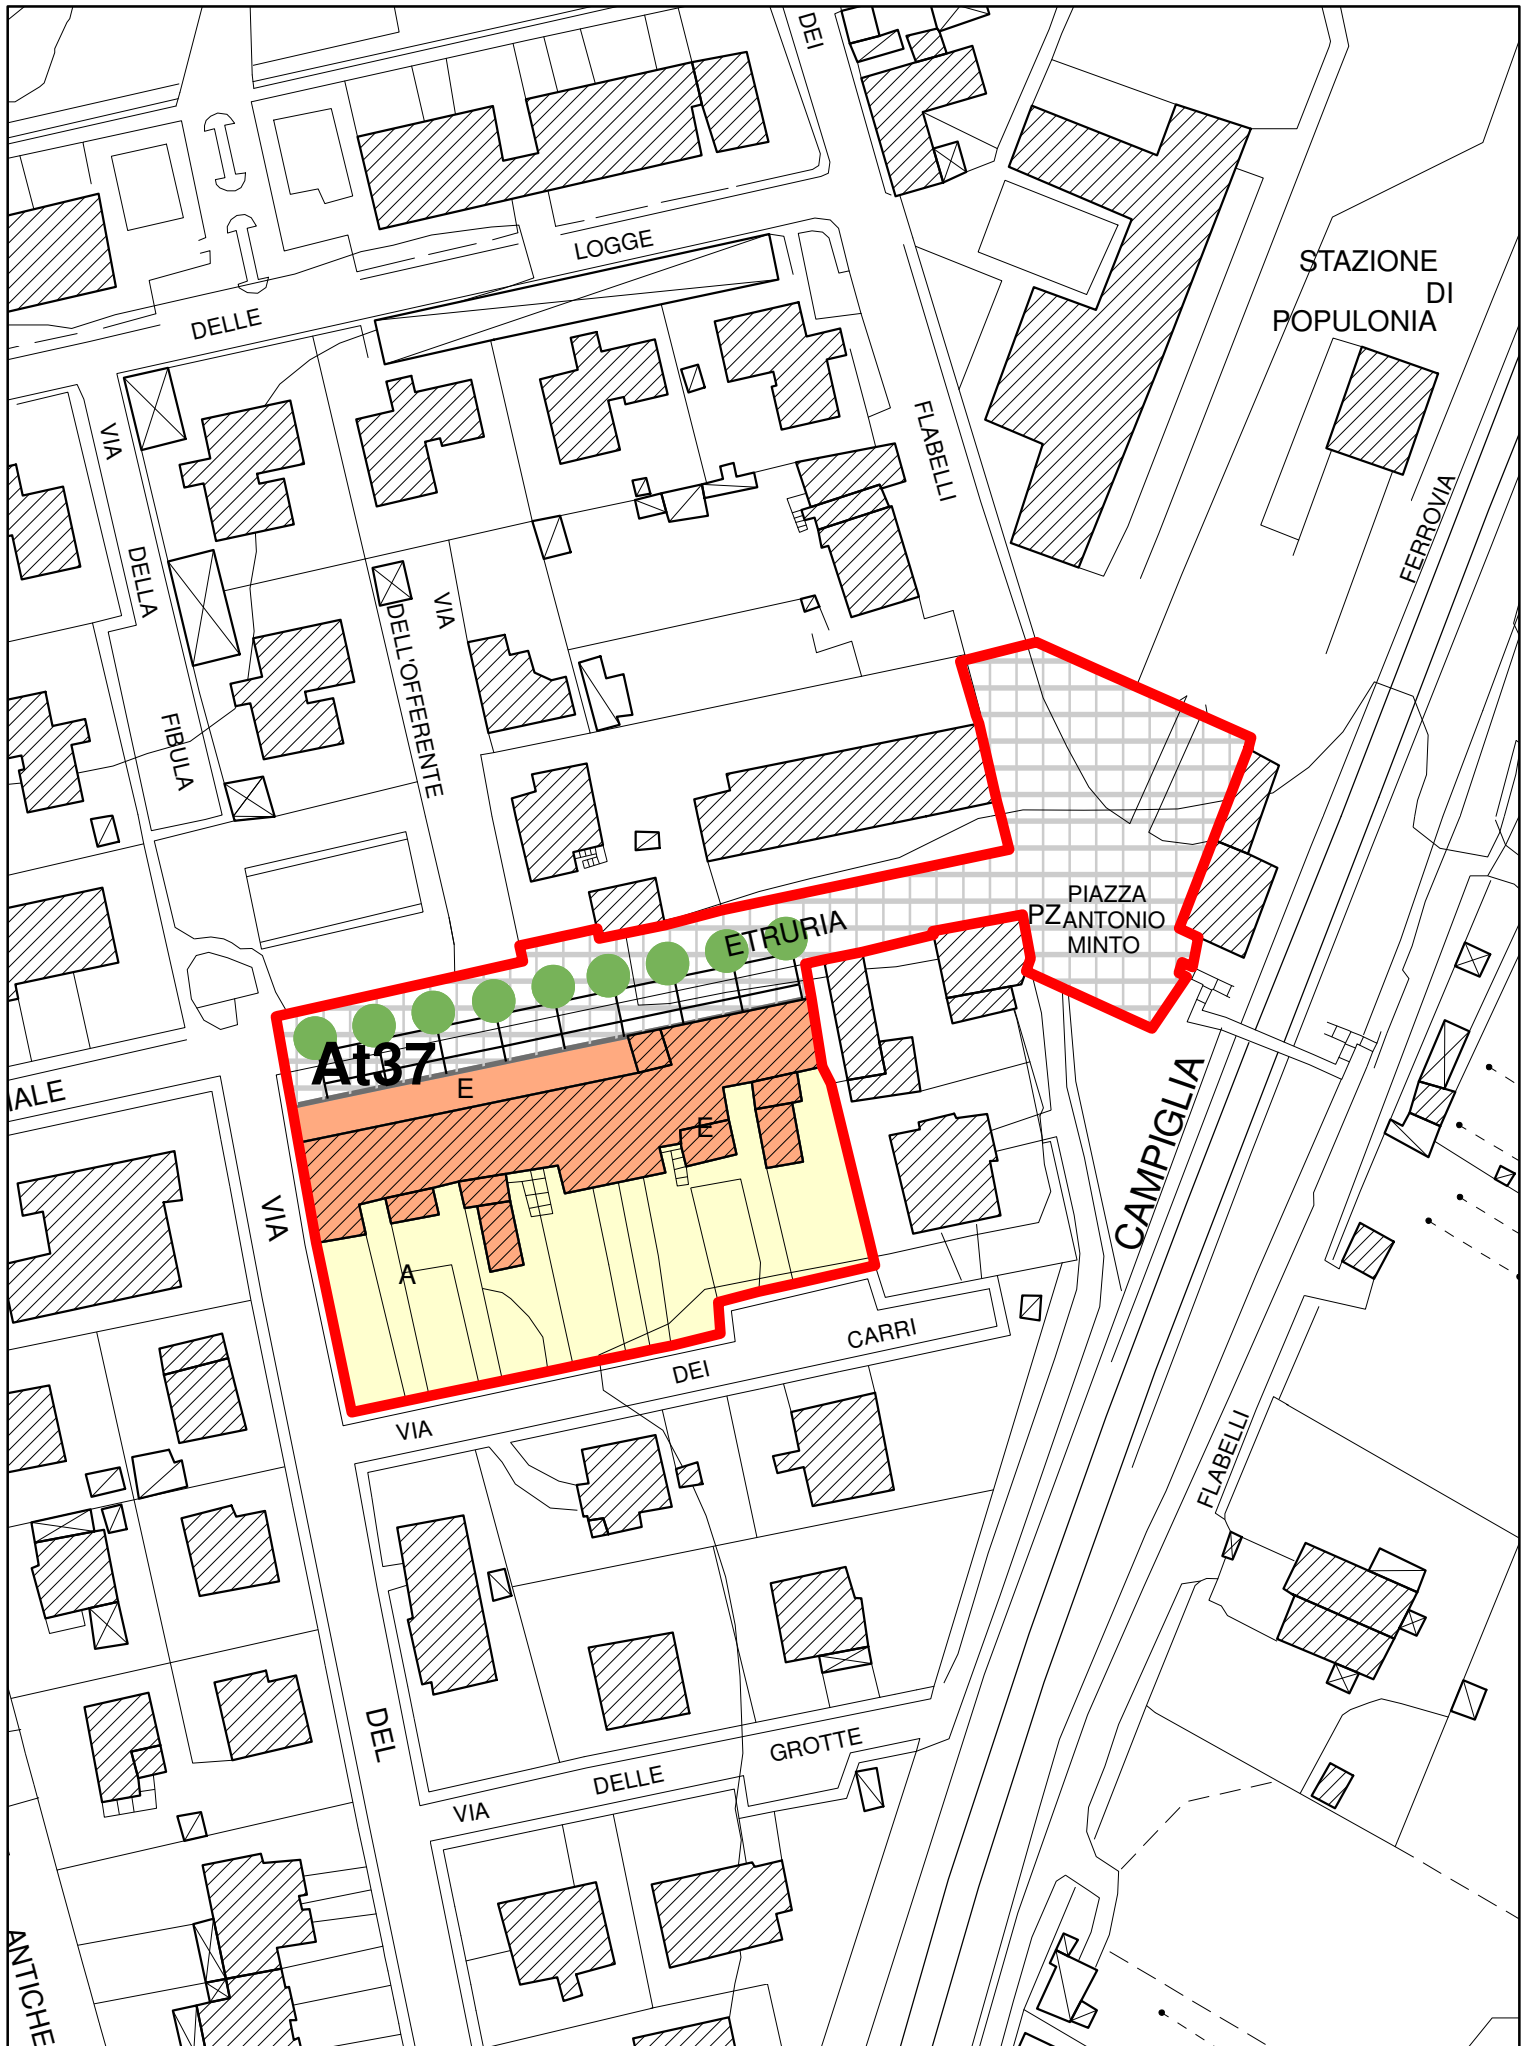 DEI
LOGGE
DELLE
STAZIONE
DI
POPULONIA
VIA
FLABELLI
FERROVIA
DELLA
VIA
DELL'OFFERENTE
FIBULA
PIAZZA
PZ ANTONIO
MINTO
ETRURIA
At37
E
IALE
E
CAMPIGLIA
VIA
A
CARRI
DEI
VIA
FLABELLI
DEL
GROTTE
DELLE
VIA
ANTICHE